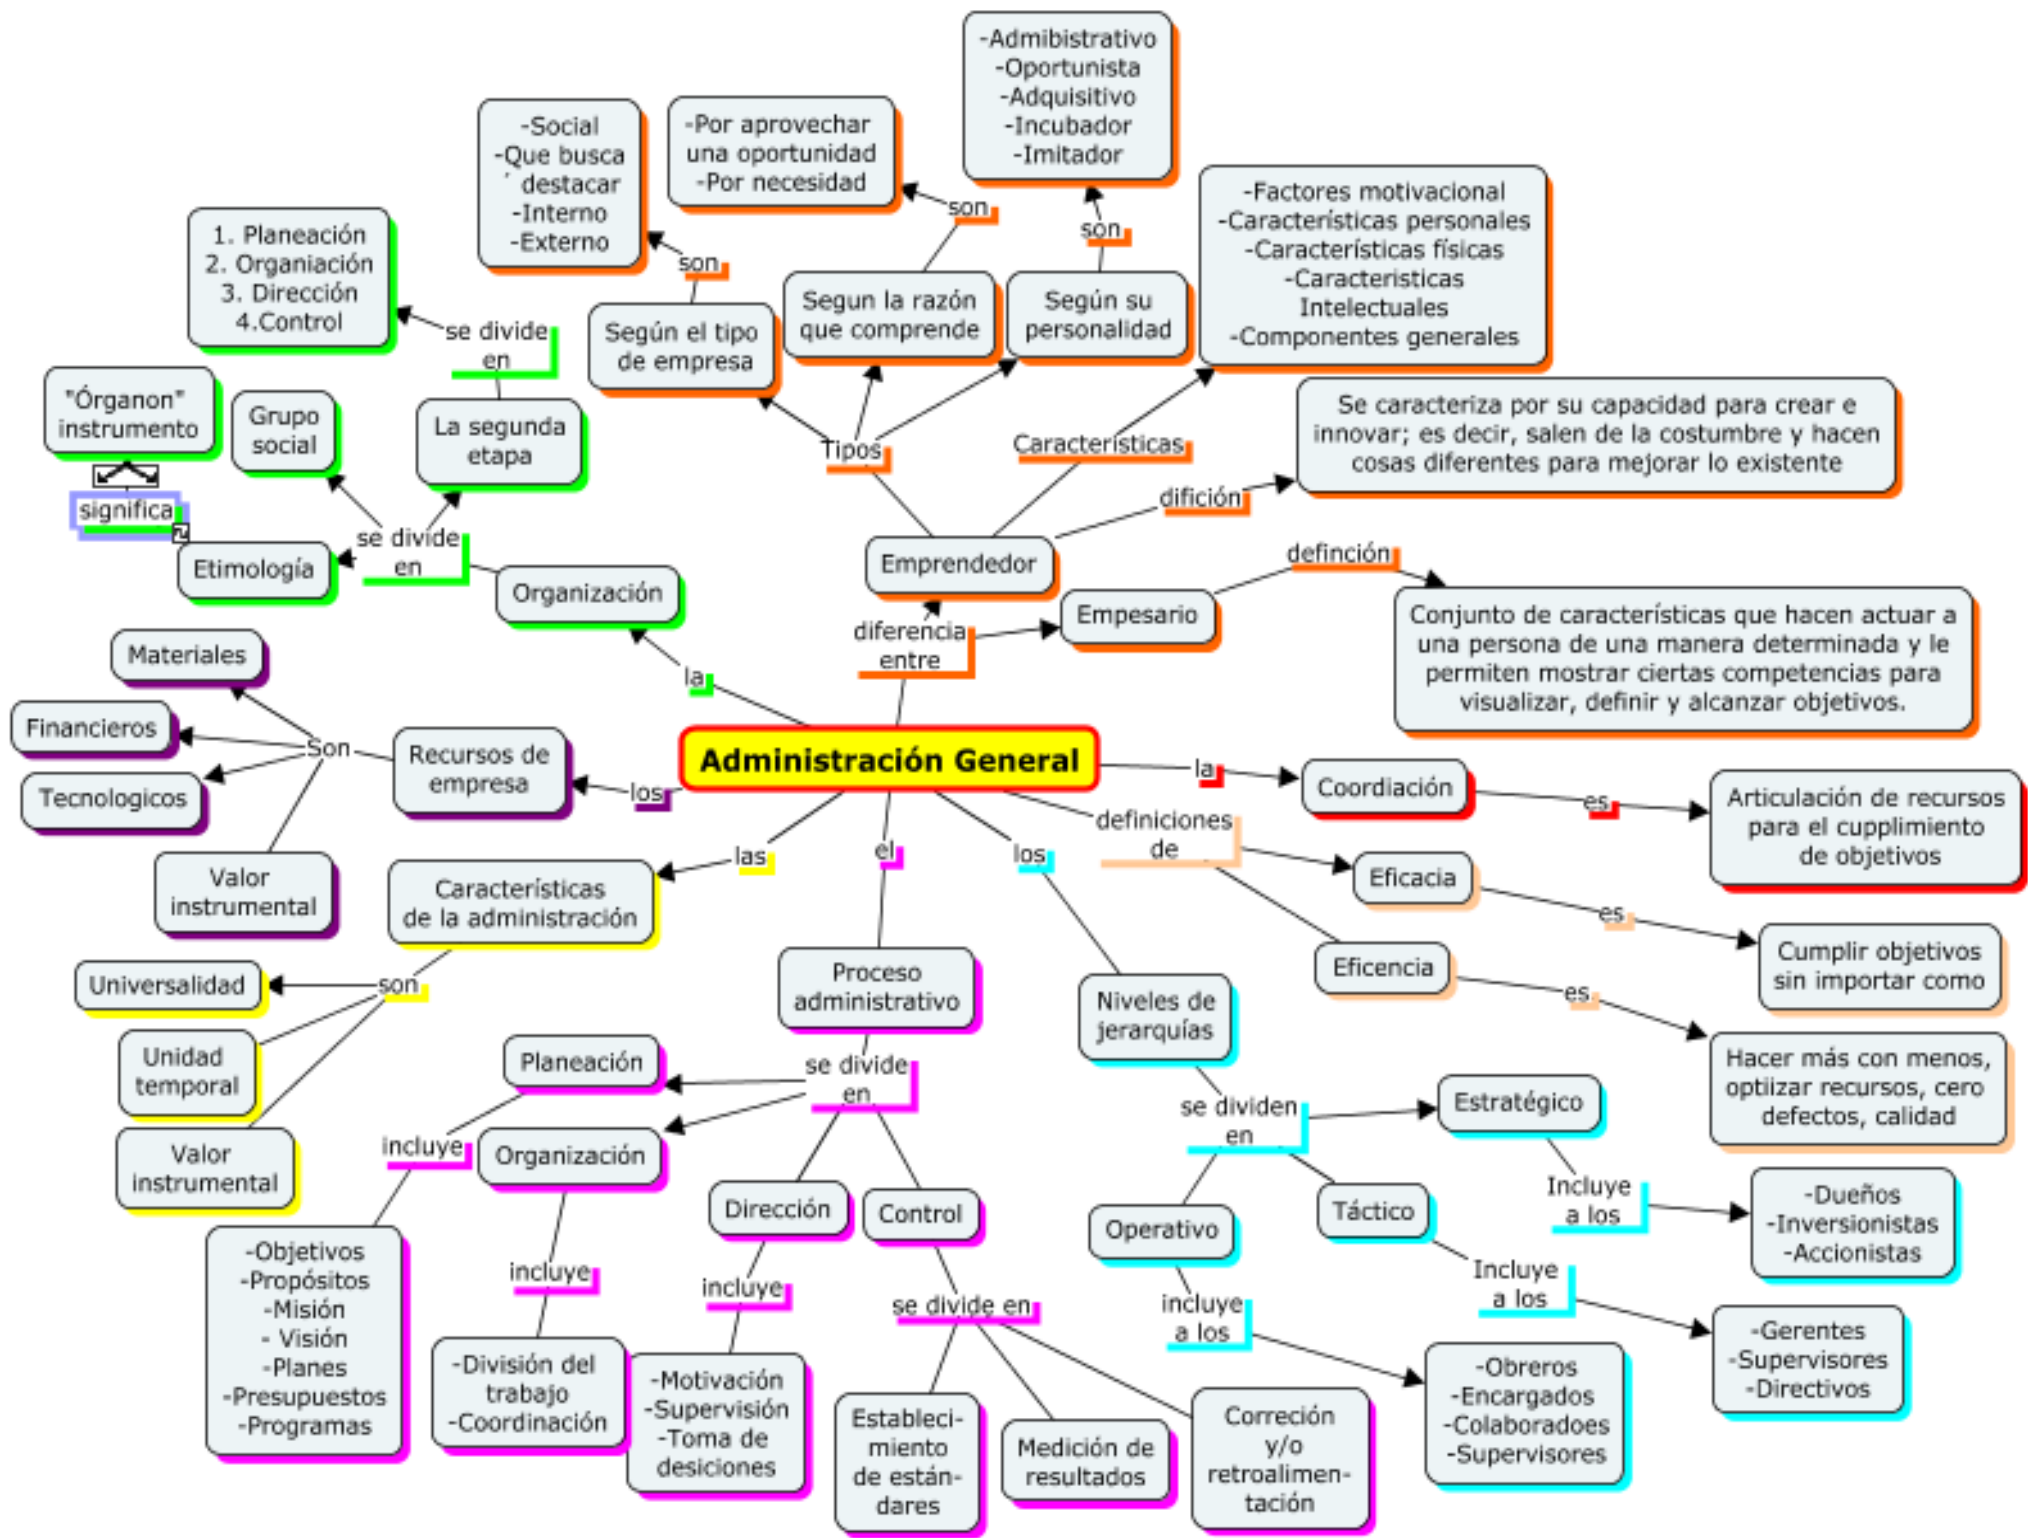 -Admibistrativo
-Oportunista
-Adquisitivo
-Incubador
-Imitador
-Social
-Que busca
´ destacar
-Interno
-Externo
-Por aprovechar
una oportunidad
-Por necesidad
-Factores motivacional
-Características personales
-Características físicas
-Caracteristicas
Intelectuales
-Componentes generales
1. Planeación
2. Organiación
3. Dirección
4.Control
son
son
son
Según el tipo
de empresa
Segun la razón
que comprende
Según su
personalidad
se divide
en
"Órganon"
instrumento
Grupo
social
La segunda
etapa
Tipos
Características
Se caracteriza por su capacidad para crear e
innovar; es decir, salen de la costumbre y hacen
cosas diferentes para mejorar lo existente
difición
significa
Etimología
se divide
en
Organización
Emprendedor
definción
Empesario
diferencia
entre
Conjunto de características que hacen actuar a
una persona de una manera determinada y le
permiten mostrar ciertas competencias para
visualizar, definir y alcanzar objetivos.
la
Materiales
Financieros
Tecnologicos
Valor
instrumental
Son
Recursos de
empresa
los
Administración General
la
Coordiación
es
Articulación de recursos
para el cupplimiento
de objetivos
definiciones
de
Eficacia
es
Cumplir objetivos
sin importar como
Eficencia
es
Hacer más con menos,
optiizar recursos, cero
defectos, calidad
las
Características
de la administración
son
Universalidad
Unidad
temporal
Valor
instrumental
el
Proceso
administrativo
se divide
en
Planeación
incluye
-Objetivos
-Propósitos
-Misión
- Visión
-Planes
-Presupuestos
-Programas
Organización
incluye
-División del
trabajo
-Coordinación
Dirección
incluye
-Motivación
-Supervisión
-Toma de
desiciones
Control
se divide en
Estableci-
miento
de están-
dares
Medición de
resultados
Correción
y/o
retroalimen-
tación
los
Niveles de
jerarquías
se dividen
en
Estratégico
Incluye
a los
-Dueños
-Inversionistas
-Accionistas
Táctico
Incluye
a los
-Gerentes
-Supervisores
-Directivos
Operativo
incluye
a los
-Obreros
-Encargados
-Colaboradoes
-Supervisores